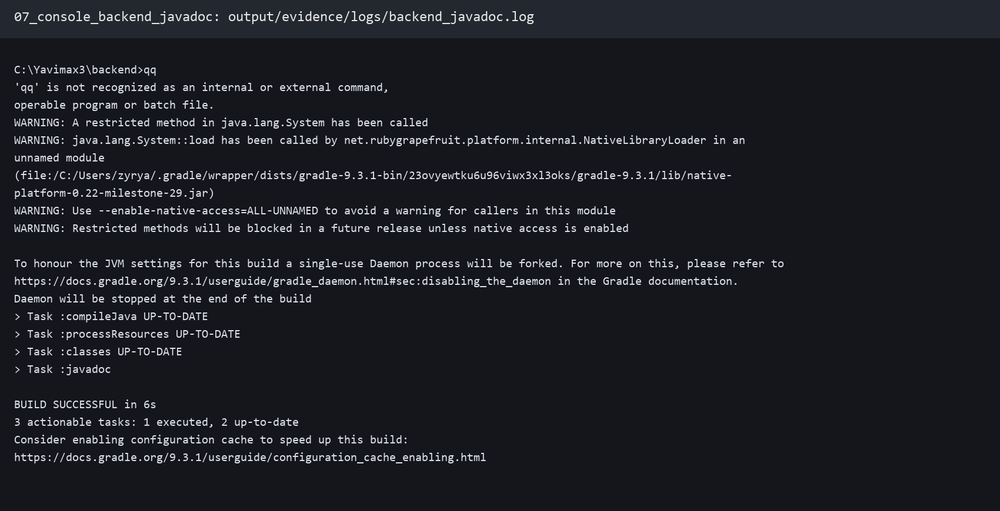 07_console_backend_javadoc: output/evidence/logs/backend_javadoc.log
C:\Yavimax3\backend>qq
'qq' is not recognized as an internal or external command,
operable program or batch file.
WARNING: A restricted method in java.lang.System has been called
WARNING: java.lang.System::load has been called by net.rubygrapefruit.platform.internal.NativeLibraryLoader in an
unnamed module
(file:/C:/Users/zyrya/.gradle/wrapper/dists/gradle-9.3.1-bin/23ovyewtku6u96viwx3xl3oks/gradle-9.3.1/lib/native-
platform-0.22-milestone-29.jar)
WARNING: Use --enable-native-access=ALL-UNNAMED to avoid a warning for callers in this module
WARNING: Restricted methods will be blocked in a future release unless native access is enabled
To honour the JVM settings for this build a single-use Daemon process will be forked. For more on this, please refer to
https://docs.gradle.org/9.3.1/userguide/gradle_daemon.html#sec:disabling_the_daemon in the Gradle documentation.
Daemon will be stopped at the end of the build
> Task :compileJava UP-TO-DATE
> Task :processResources UP-TO-DATE
> Task :classes UP-TO-DATE
> Task :javadoc
BUILD SUCCESSFUL in 6s
3 actionable tasks: 1 executed, 2 up-to-date
Consider enabling configuration cache to speed up this build:
https://docs.gradle.org/9.3.1/userguide/configuration_cache_enabling.html